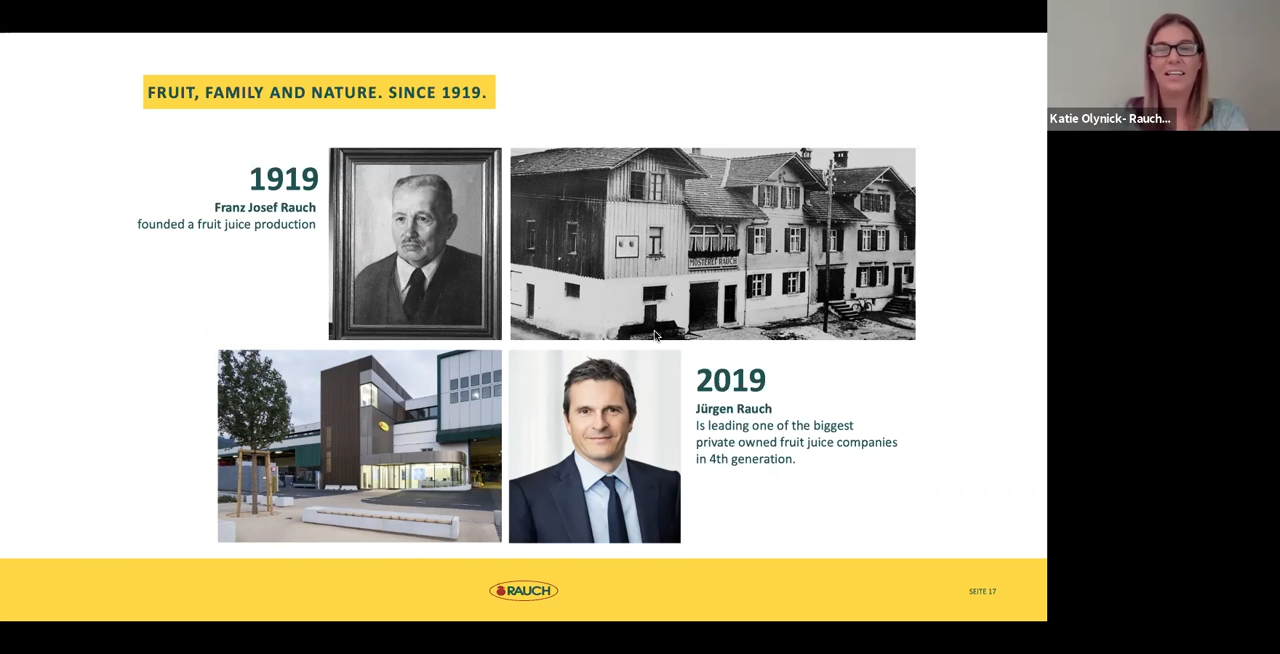 FRUIT, FAMILY AND NATURE. SINCE 1919.
Katie Olynick- Rauch...
1919
Franz Josef Rauch
founded a fruit juice production
MOSTEREI RAUCH
2019
Jürgen Rauch
Is leading one of the biggest
private owned fruit juice companies
in 4th generation.
RAUCH
SEITE 17